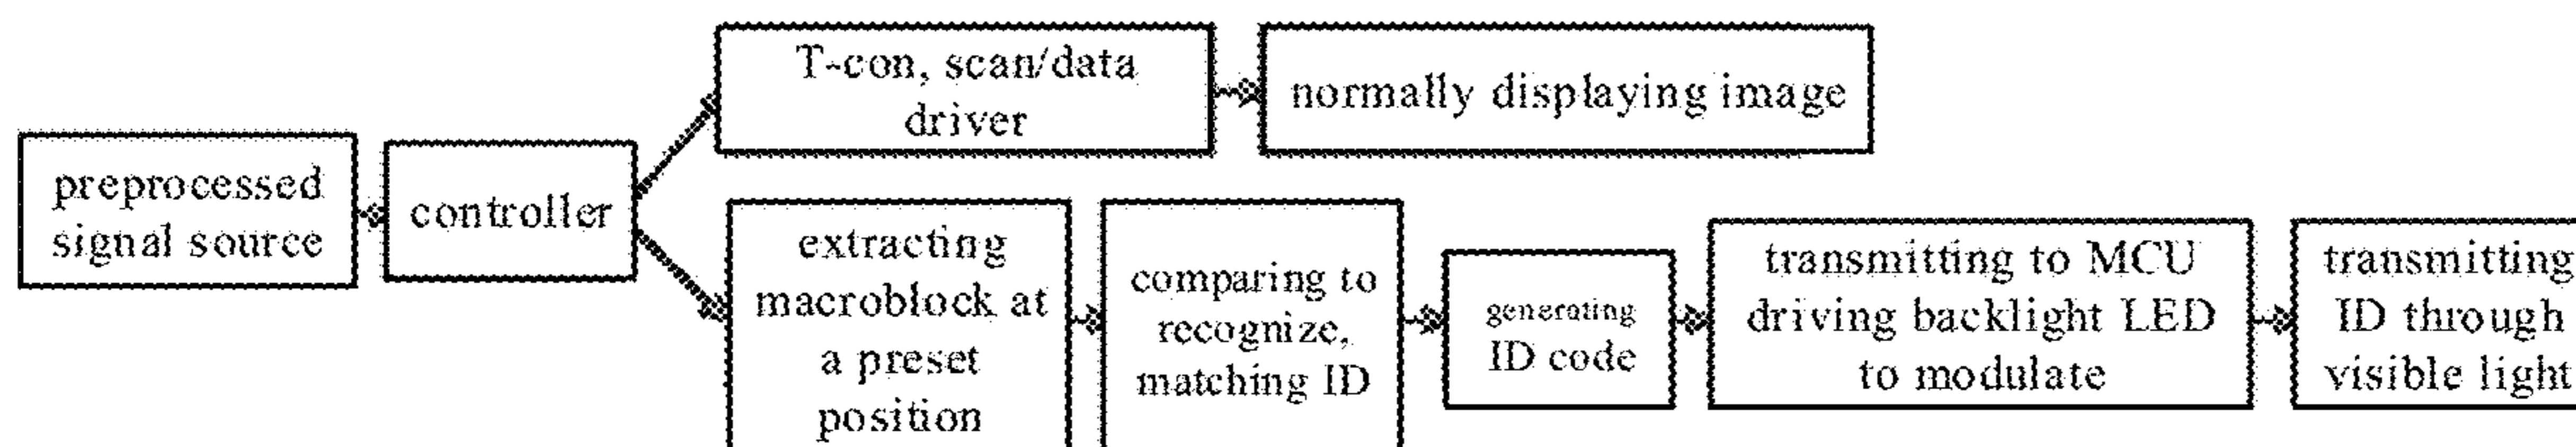 preprocessed
signal source
controller
T-con, scan/data
driver
normally displaying image
extracting
macroblock at
a preset
position
comparing to
recognize,
matching ID
generating
ID code
transmitting to MCU
driving backlight LED
to modulate
transmitting
ID through
visible light